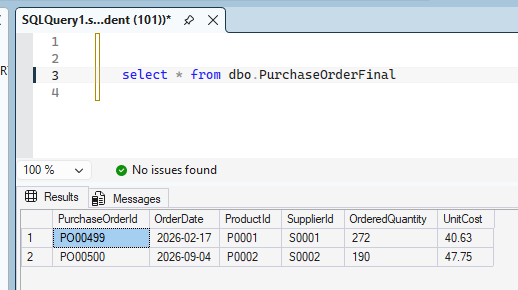 SQLQuery1.s...dent (101))*
1
2
3 select * from dbo.PurchaseOrderFinal
4
100 %
No issues found
Results Messages
PurchaseOrderId OrderDate ProductId SupplierId OrderedQuantity UnitCost
1 PO00499 2026-02-17 P0001 S0001 272 40.63
2 PO00500 2026-09-04 P0002 S0002 190 47.75